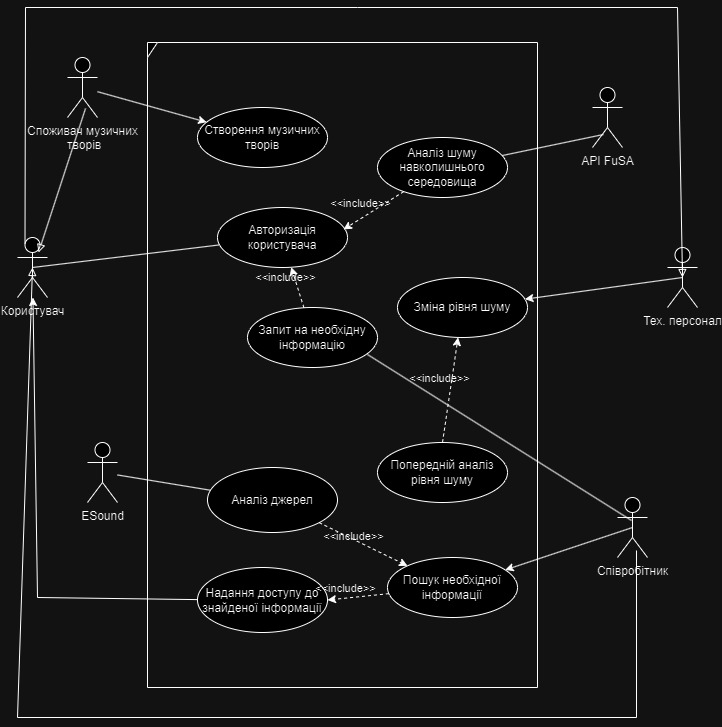 Споживач музичних
творів
Створення музичних
творів
Аналіз шуму
навколишнього
середовища
API FuSA
<<include>>
Авторизація
користувача
Користувач
<<include>>
Запит на необхідну
інформацію
Зміна рівня шуму
Тех. персонал
<<include>>
Попередній аналіз
рівня шуму
ESound
Аналіз джерел
<<include>>
Співробітник
Пошук необхідної
інформації
<<include>>
Надання доступу до
знайденої інформації